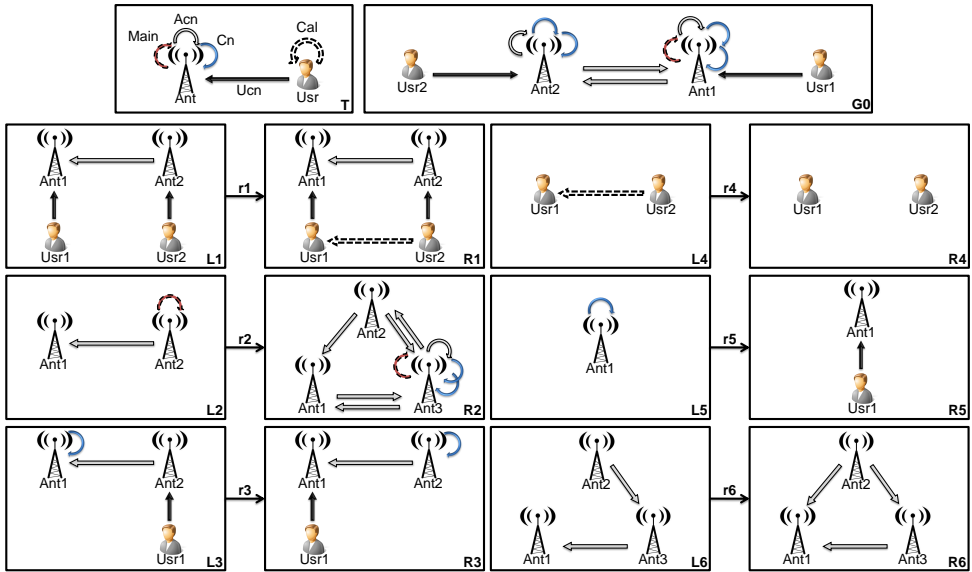 Acn
Main
Cn
Cal
Ant
Ucn
Usr
T
Usr2
Ant2
Ant1
Usr1
G0
Ant1
Ant2
Usr1
Usr2
L1
r1
Ant1
Ant2
Usr1
Usr2
R1
Usr1
Usr2
L4
r4
Usr1
Usr2
R4
Ant1
Ant2
L2
r2
Ant2
Ant1
Ant3
R2
Ant1
L5
r5
Ant1
Usr1
R5
Ant1
Ant2
Usr1
L3
r3
Ant1
Ant2
Usr1
R3
Ant2
Ant1
Ant3
L6
r6
Ant2
Ant1
Ant3
R6